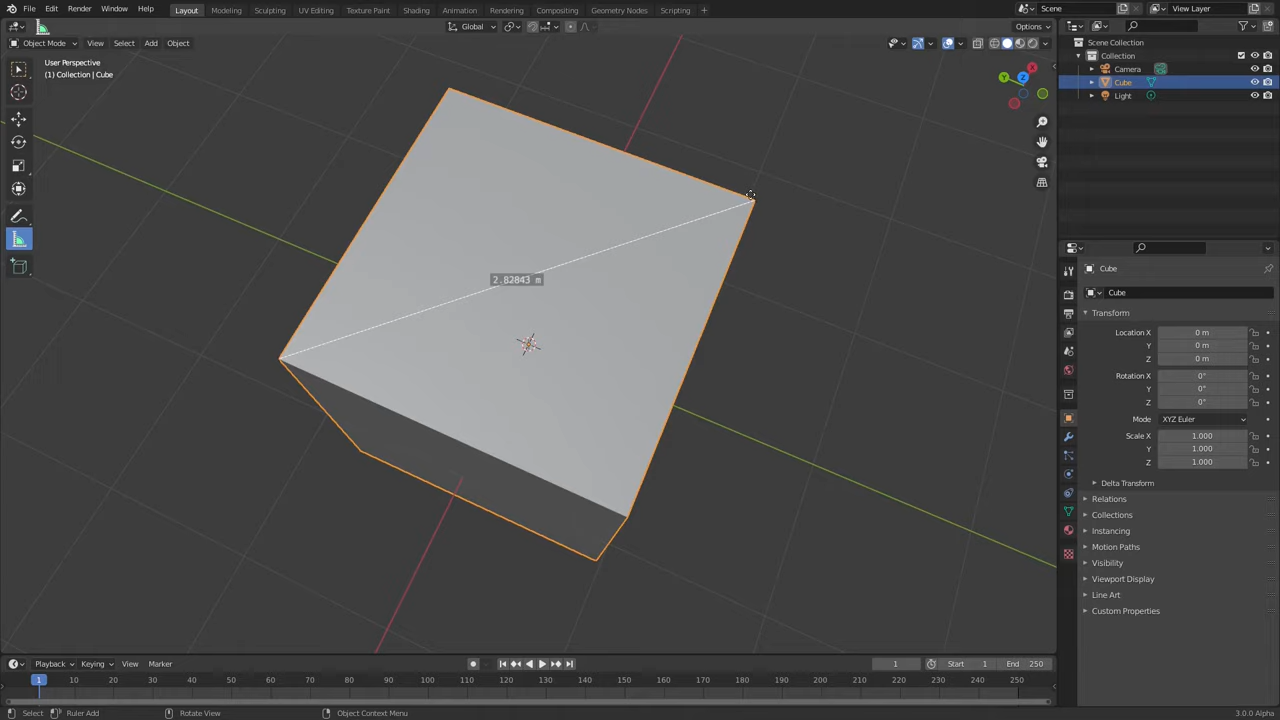 File Edit Render Window Help Layout Modeling Sculpting UV Editing Texture Paint Shading Animation Rendering Compositing Geometry Nodes Scripting + Scene View Layer
Global Options
Object Mode View Select Add Object
User Perspective
(1) Collection | Cube
2.82843 m
X
Y
Z
Scene Collection
Collection
Camera
Cube
Light
Cube
Cube
Transform
Location X 0 m
Y 0 m
Z 0 m
Rotation X 0°
Y 0°
Z 0°
Mode XYZ Euler
Scale X 1.000
Y 1.000
Z 1.000
Delta Transform
Relations
Collections
Instancing
Motion Paths
Visibility
Viewport Display
Line Art
Custom Properties
Playback Keying View Marker 1 Start 1 End 250
1 10 20 30 40 50 60 70 80 90 100 110 120 130 140 150 160 170 180 190 200 210 220 230 240 250
Select Ruler Add Rotate View Object Context Menu 3.0.0 Alpha